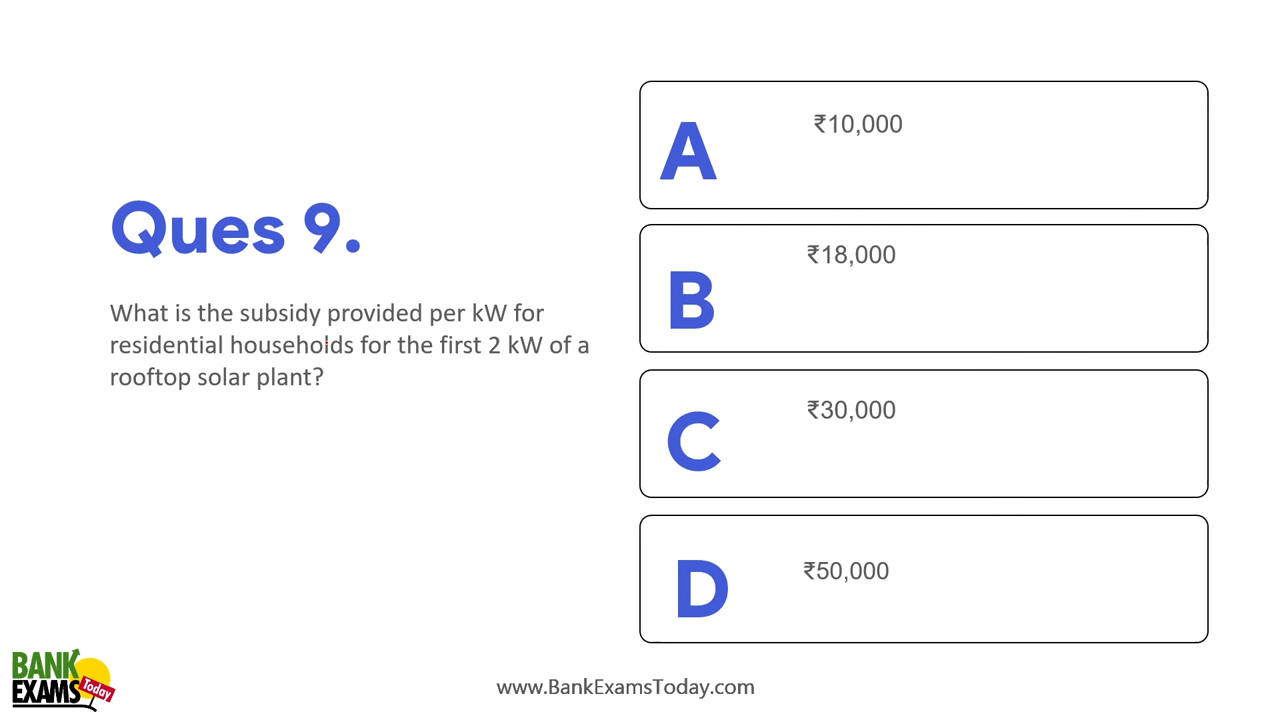 Ques 9.
What is the subsidy provided per kW for
residential households for the first 2 kW of a
rooftop solar plant?
A ₹10,000
B ₹18,000
C ₹30,000
D ₹50,000
BANK
EXAMS
Today
www.BankExamsToday.com